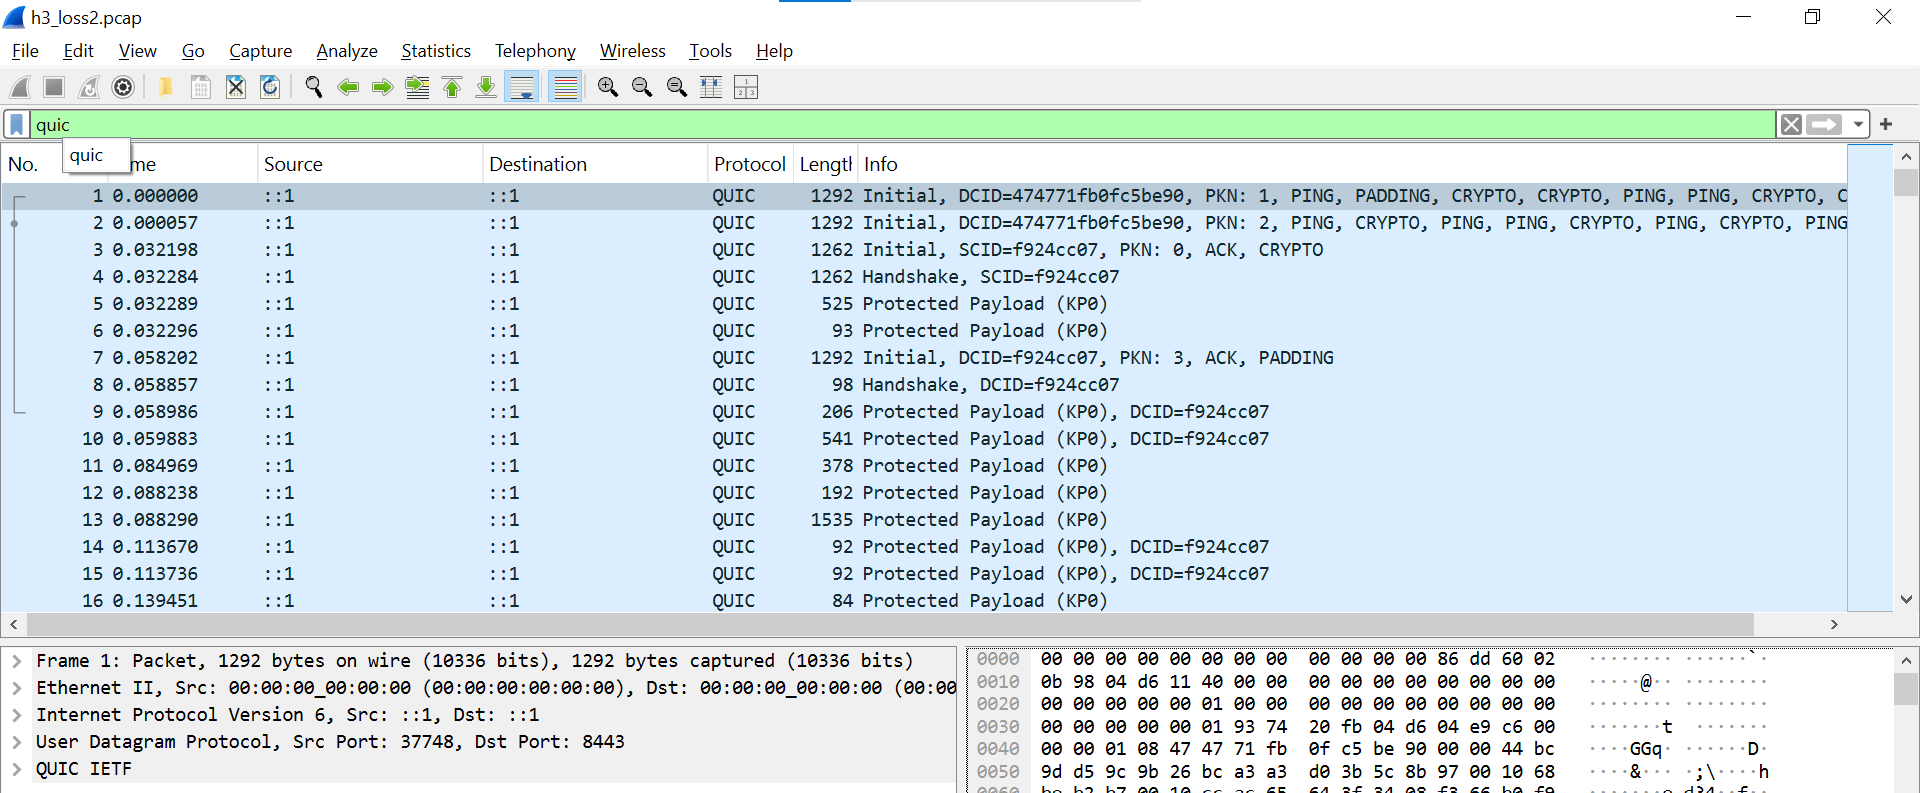 h3_loss2.pcap
File Edit View Go Capture Analyze Statistics Telephony Wireless Tools Help
quic
quic
No. me Source Destination Protocol Lengtl Info
1 0.000000 ::1 ::1 QUIC 1292 Initial, DCID=474771fb0fc5be90, PKN: 1, PING, PADDING, CRYPTO, CRYPTO, PING, PING, CRYPTO, C
2 0.000057 ::1 ::1 QUIC 1292 Initial, DCID=474771fb0fc5be90, PKN: 2, PING, CRYPTO, PING, PING, CRYPTO, PING, CRYPTO, PING
3 0.032198 ::1 ::1 QUIC 1262 Initial, SCID=f924cc07, PKN: 0, ACK, CRYPTO
4 0.032284 ::1 ::1 QUIC 1262 Handshake, SCID=f924cc07
5 0.032289 ::1 ::1 QUIC 525 Protected Payload (KP0)
6 0.032296 ::1 ::1 QUIC 93 Protected Payload (KP0)
7 0.058202 ::1 ::1 QUIC 1292 Initial, DCID=f924cc07, PKN: 3, ACK, PADDING
8 0.058857 ::1 ::1 QUIC 98 Handshake, DCID=f924cc07
9 0.058986 ::1 ::1 QUIC 206 Protected Payload (KP0), DCID=f924cc07
10 0.059883 ::1 ::1 QUIC 541 Protected Payload (KP0), DCID=f924cc07
11 0.084969 ::1 ::1 QUIC 378 Protected Payload (KP0)
12 0.088238 ::1 ::1 QUIC 192 Protected Payload (KP0)
13 0.088290 ::1 ::1 QUIC 1535 Protected Payload (KP0)
14 0.113670 ::1 ::1 QUIC 92 Protected Payload (KP0), DCID=f924cc07
15 0.113736 ::1 ::1 QUIC 92 Protected Payload (KP0), DCID=f924cc07
16 0.139451 ::1 ::1 QUIC 84 Protected Payload (KP0)
Frame 1: Packet, 1292 bytes on wire (10336 bits), 1292 bytes captured (10336 bits)
Ethernet II, Src: 00:00:00_00:00:00 (00:00:00:00:00:00), Dst: 00:00:00_00:00:00 (00:00
Internet Protocol Version 6, Src: ::1, Dst: ::1
User Datagram Protocol, Src Port: 37748, Dst Port: 8443
QUIC IETF
0000 00 00 00 00 00 00 00 00 00 00 00 00 86 dd 60 02 ········ ······`·
0010 0b 98 04 d6 11 40 00 00 00 00 00 00 00 00 00 00 ·····@·· ········
0020 00 00 00 00 00 01 00 00 00 00 00 00 00 00 00 00 ········ ········
0030 00 00 00 00 00 01 93 74 20 fb 04 d6 04 e9 c6 00 ·······t ·······
0040 00 00 01 08 47 47 71 fb 0f c5 be 90 00 00 44 bc ····GGq· ······D·
0050 9d d5 9c 9b 26 bc a3 a3 d0 3b 5c 8b 97 00 10 68 ····&··· ·;\····h